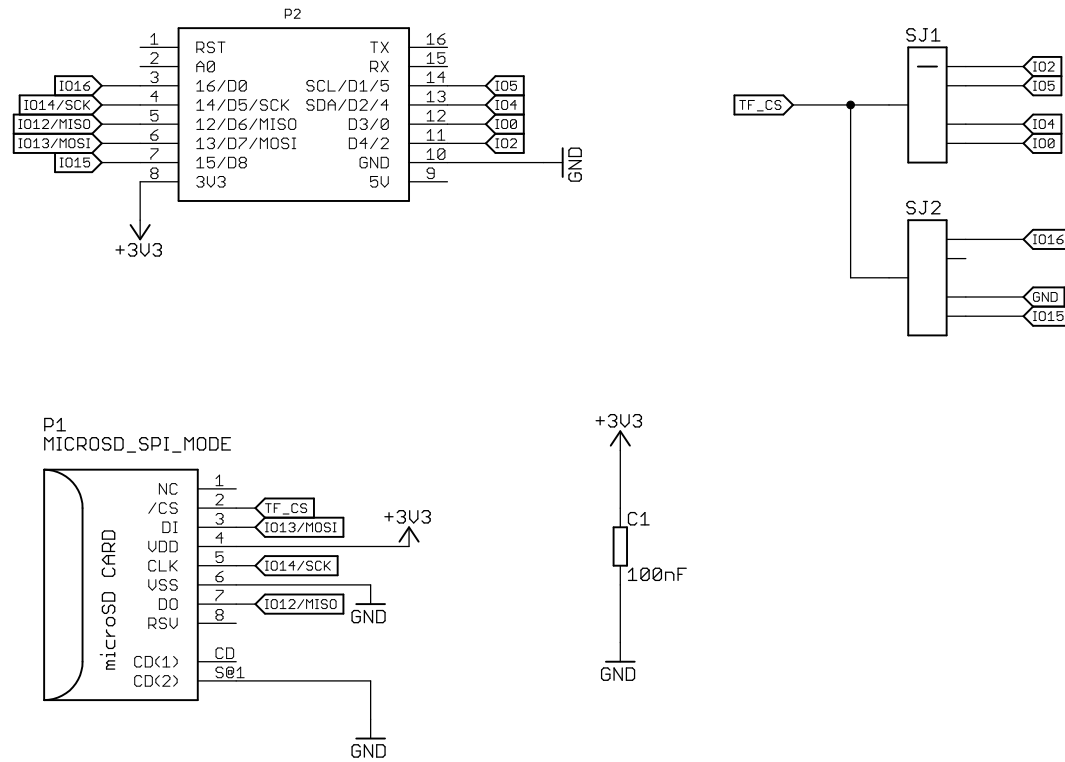 P2
1 RST TX 16
2 A0 RX 15
IO16 3 16/D0 SCL/D1/5 14 IO5
IO14/SCK 4 14/D5/SCK SDA/D2/4 13 IO4
IO12/MISO 5 12/D6/MISO D3/0 12 IO0
IO13/MOSI 6 13/D7/MOSI D4/2 11 IO2
IO15 7 15/D8 GND 10 GND
8 3V3 5V 9
+3V3
SJ1
IO2
IO5
TF_CS
IO4
IO0
SJ2
IO16
GND
IO15
P1
MICROSD_SPI_MODE
microSD CARD
NC 1
/CS 2 TF_CS
DI 3 IO13/MOSI
VDD 4 +3V3
CLK 5 IO14/SCK
VSS 6 GND
DO 7 IO12/MISO
RSV 8
CD(1) CD
CD(2) S@1
GND
+3V3
C1
100nF
GND